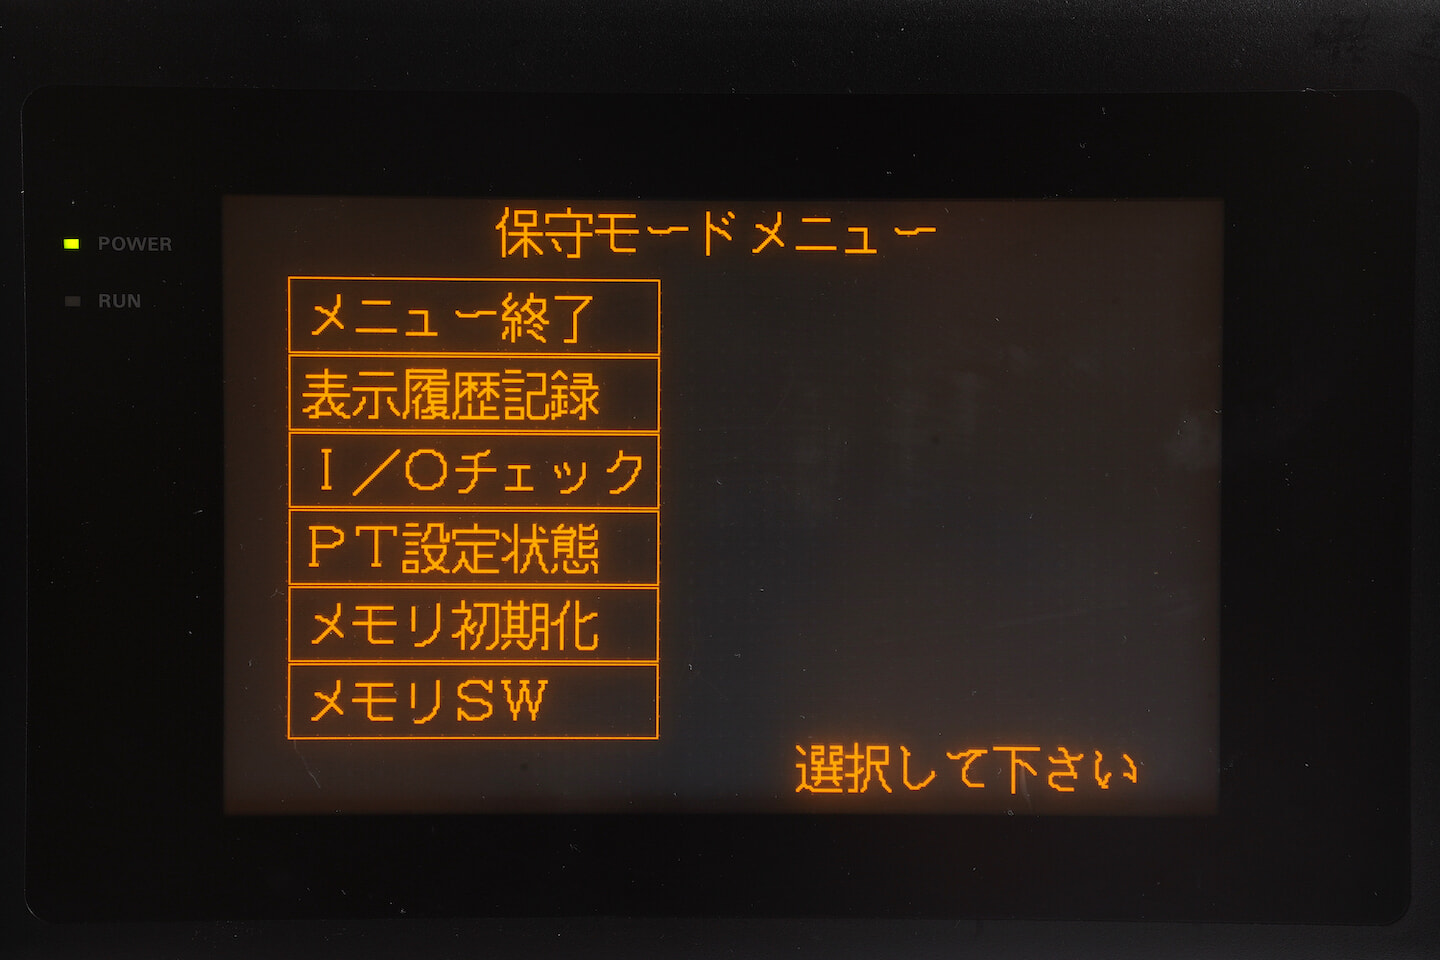 保守モードメニュー
POWER
RUN
メニュー終了
表示履歴記録
Ｉ／Ｏチェック
ＰＴ設定状態
メモリ初期化
メモリＳＷ
選択して下さい